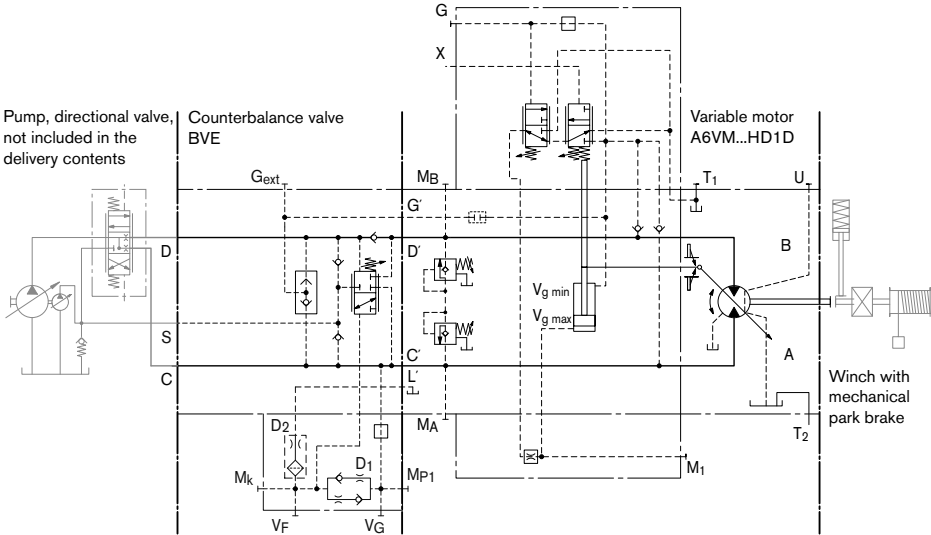 G
X
Pump, directional valve,
not included in the
delivery contents
Counterbalance valve
BVE
Variable motor
A6VM...HD1D
Gext
MB
T1
U
G′
D
D′
B
Vg min
Vg max
S
A
C
C′
L′
Winch with
mechanical
park brake
MA
T2
D2
D1
Mk
MP1
M1
VF
VG